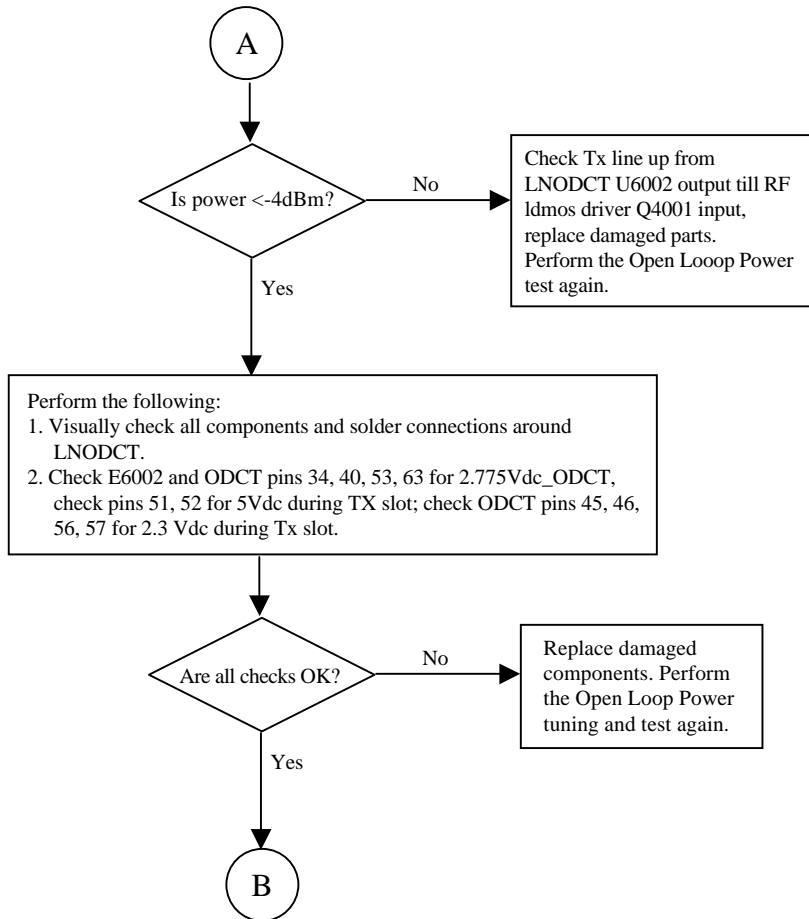 A
Is power <-4dBm?
No
Check Tx line up from
LNODCT U6002 output till RF
ldmos driver Q4001 input,
replace damaged parts.
Perform the Open Looop Power
test again.
Yes
Perform the following:
1. Visually check all components and solder connections around
LNODCT.
2. Check E6002 and ODCT pins 34, 40, 53, 63 for 2.775Vdc_ODCT,
check pins 51, 52 for 5Vdc during TX slot; check ODCT pins 45, 46,
56, 57 for 2.3 Vdc during Tx slot.
Are all checks OK?
No
Replace damaged
components. Perform
the Open Loop Power
tuning and test again.
Yes
B